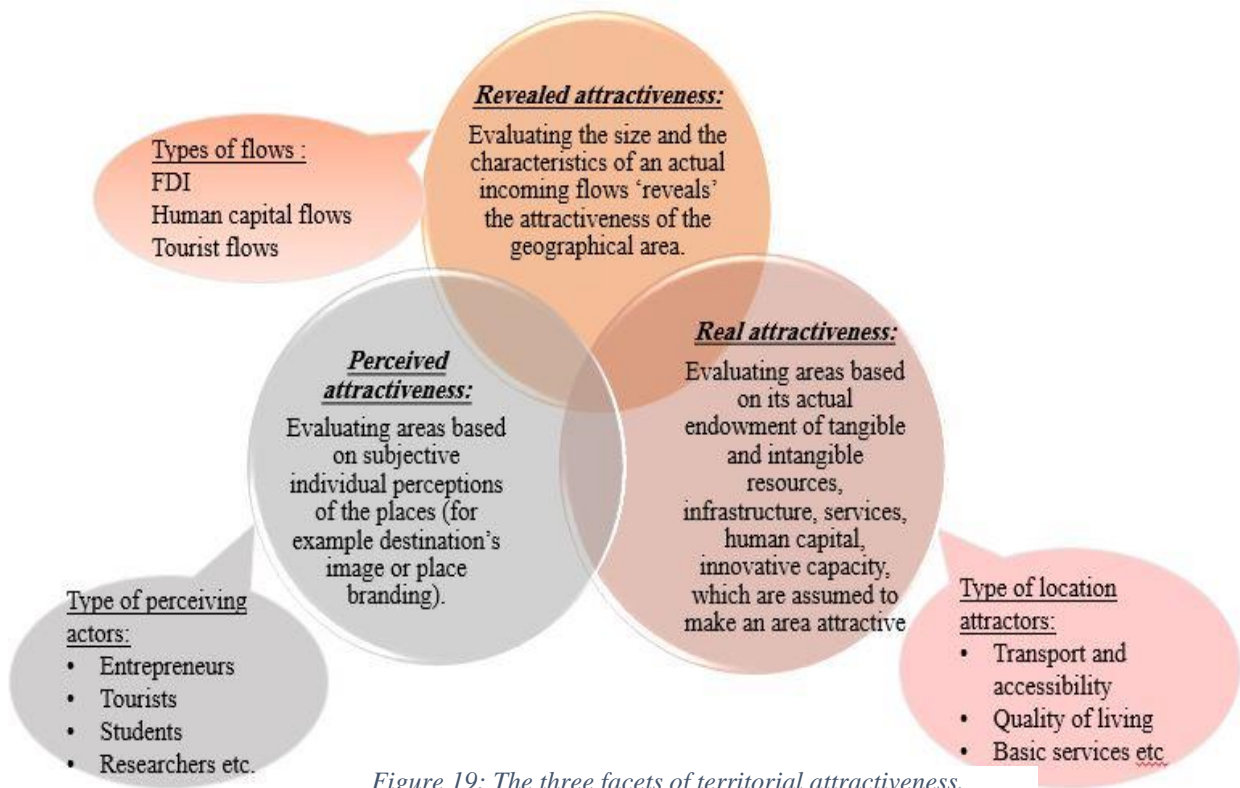 Revealed attractiveness:
Evaluating the size and the
characteristics of an actual
incoming flows ‘reveals’
the attractiveness of the
geographical area.
Types of flows :
FDI
Human capital flows
Tourist flows
Perceived
attractiveness:
Evaluating areas based
on subjective
individual perceptions
of the places (for
example destination’s
image or place
branding).
Real attractiveness:
Evaluating areas based
on its actual
endowment of tangible
and intangible
resources,
infrastructure, services,
human capital,
innovative capacity,
which are assumed to
make an area attractive
Type of perceiving
actors:
• Entrepreneurs
• Tourists
• Students
• Researchers etc.
Type of location
attractors:
• Transport and
accessibility
• Quality of living
• Basic services etc
Figure 19: The three facets of territorial attractiveness.